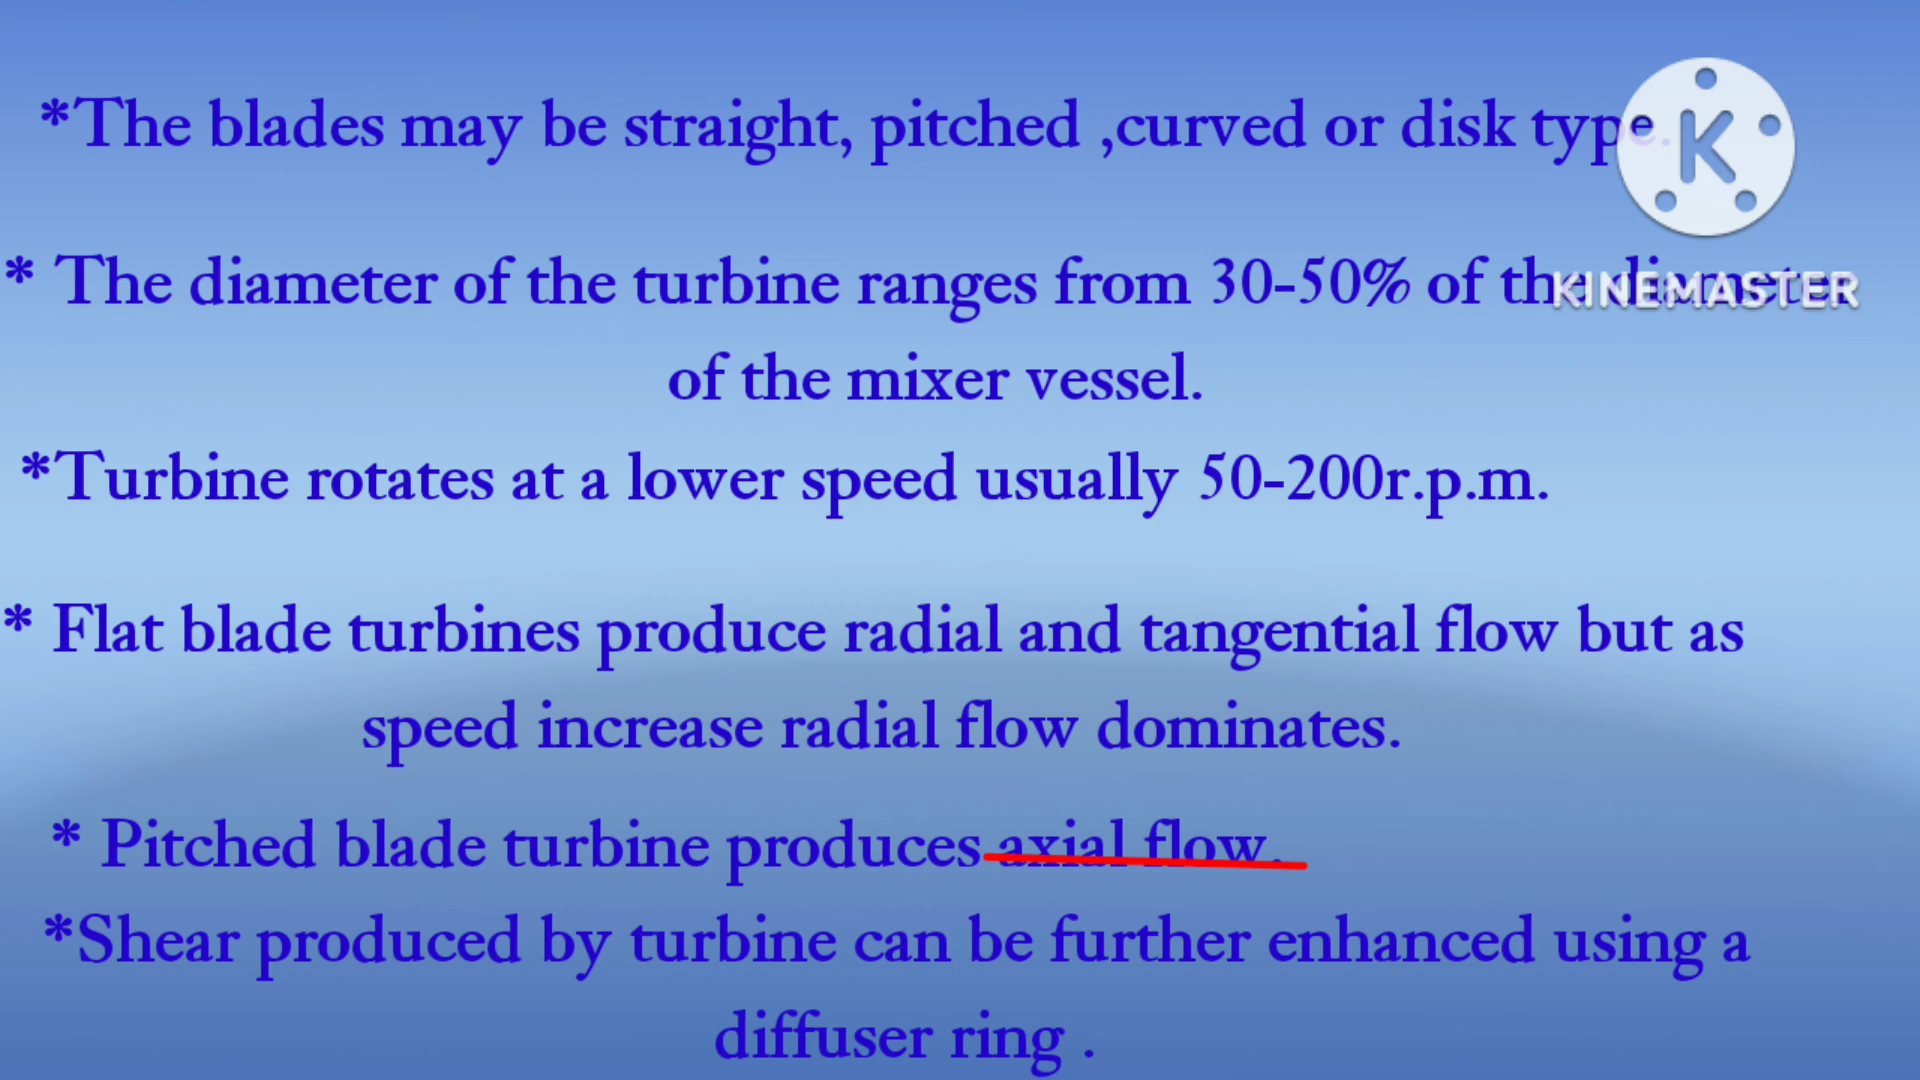 *The blades may be straight, pitched ,curved or disk type.
K
* The diameter of the turbine ranges from 30-50% of the diameter
KINEMASTER
of the mixer vessel.
*Turbine rotates at a lower speed usually 50-200r.p.m.
* Flat blade turbines produce radial and tangential flow but as
speed increase radial flow dominates.
* Pitched blade turbine produces axial flow.
*Shear produced by turbine can be further enhanced using a
diffuser ring .